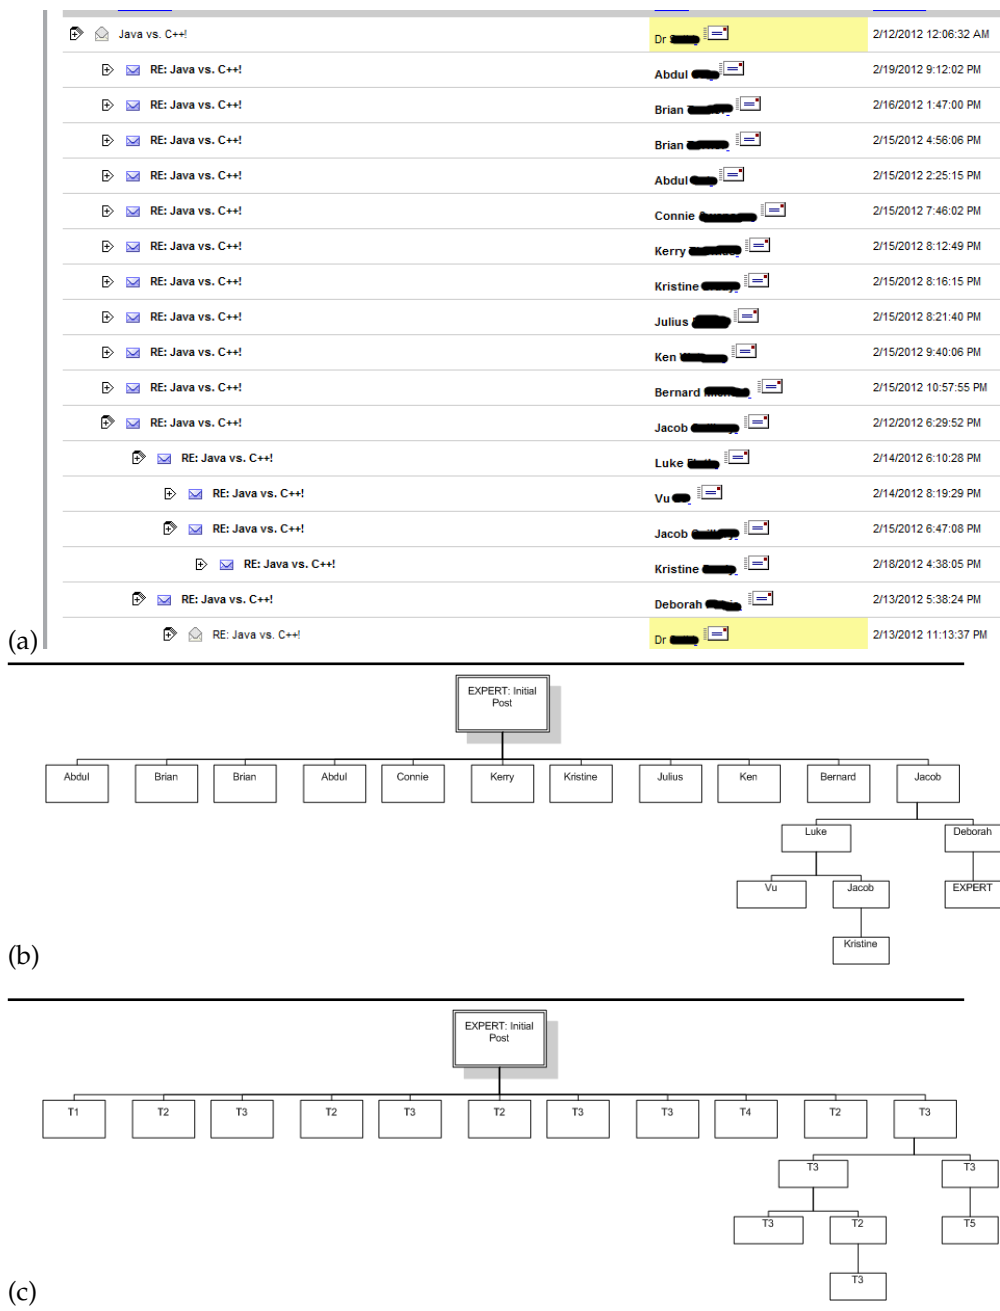 Java vs. C++! Dr 2/12/2012 12:06:32 AM
RE: Java vs. C++! Abdul 2/19/2012 9:12:02 PM
RE: Java vs. C++! Brian 2/16/2012 1:47:00 PM
RE: Java vs. C++! Brian 2/15/2012 4:56:06 PM
RE: Java vs. C++! Abdul 2/15/2012 2:25:15 PM
RE: Java vs. C++! Connie 2/15/2012 7:46:02 PM
RE: Java vs. C++! Kerry 2/15/2012 8:12:49 PM
RE: Java vs. C++! Kristine 2/15/2012 8:16:15 PM
RE: Java vs. C++! Julius 2/15/2012 8:21:40 PM
RE: Java vs. C++! Ken 2/15/2012 9:40:06 PM
RE: Java vs. C++! Bernard 2/15/2012 10:57:55 PM
RE: Java vs. C++! Jacob 2/12/2012 6:29:52 PM
RE: Java vs. C++! Luke 2/14/2012 6:10:28 PM
RE: Java vs. C++! Vu 2/14/2012 8:19:29 PM
RE: Java vs. C++! Jacob 2/15/2012 6:47:08 PM
RE: Java vs. C++! Kristine 2/18/2012 4:38:05 PM
RE: Java vs. C++! Deborah 2/13/2012 5:38:24 PM
(a) RE: Java vs. C++! Dr 2/13/2012 11:13:37 PM
EXPERT: Initial
Post
Abdul Brian Brian Abdul Connie Kerry Kristine Julius Ken Bernard Jacob
Luke Deborah
Vu Jacob EXPERT
Kristine
(b)
EXPERT: Initial
Post
T1 T2 T3 T2 T3 T2 T3 T3 T4 T2 T3
T3 T3
T3 T2 T5
T3
(c)